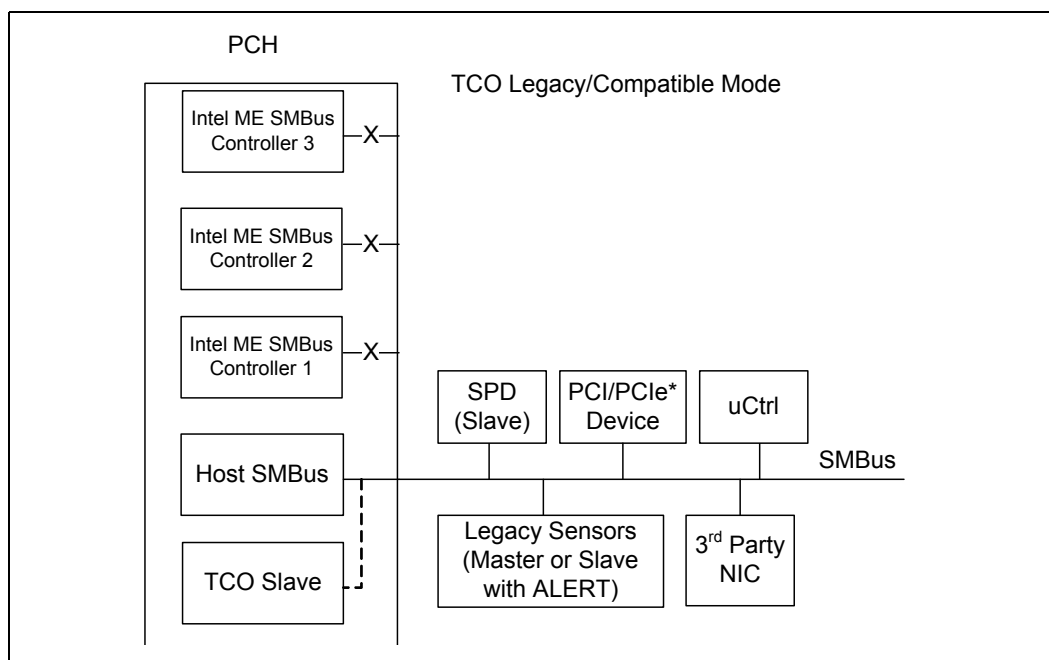 PCH
TCO Legacy/Compatible Mode
Intel ME SMBus
Controller 3
X
Intel ME SMBus
Controller 2
X
Intel ME SMBus
Controller 1
X
SPD
(Slave)
PCI/PCIe*
Device
uCtrl
Host SMBus
SMBus
Legacy Sensors
(Master or Slave
with ALERT)
3rd Party
NIC
TCO Slave